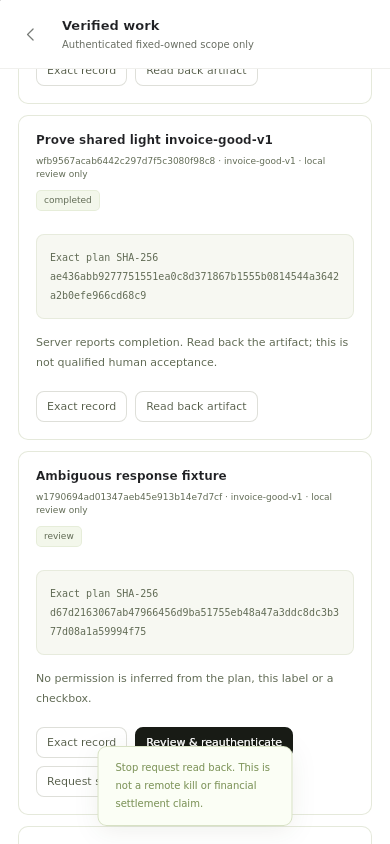 Verified work
Authenticated fixed-owned scope only
Exact record
Read back artifact
Prove shared light invoice-good-v1
wfb9567acab6442c297d7f5c3080f98c8 · invoice-good-v1 · local
review only
completed
Exact plan SHA-256
ae436abb9277751551ea0c8d371867b1555b0814544a3642
a2b0efe966cd68c9
Server reports completion. Read back the artifact; this is
not qualified human acceptance.
Exact record
Read back artifact
Ambiguous response fixture
w1790694ad01347aeb45e913b14e7d7cf · invoice-good-v1 · local
review only
review
Exact plan SHA-256
d67d2163067ab47966456d9ba51755eb48a47a3ddc8dc3b3
77d08a1a59994f75
No permission is inferred from the plan, this label or a
checkbox.
Exact record
Review & reauthenticate
Request
Stop request read back. This is
not a remote kill or financial
settlement claim.